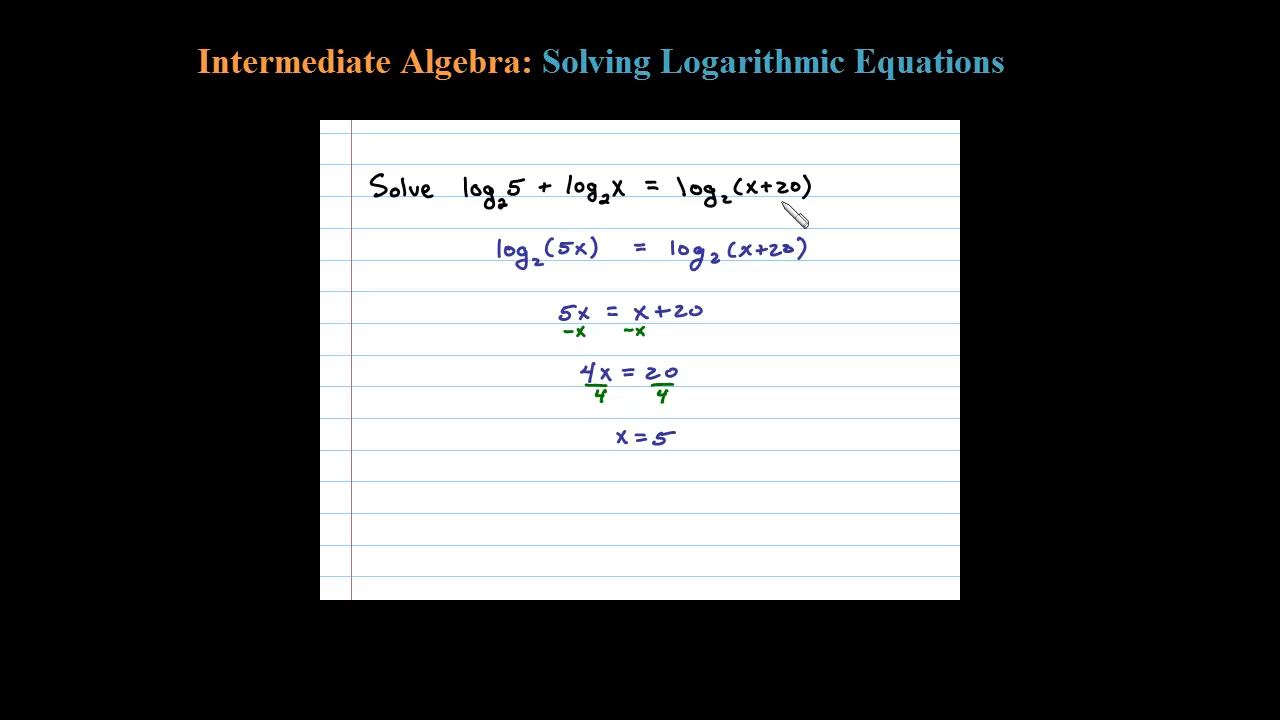 Intermediate Algebra: Solving Logarithmic Equations
Solve log₂5 + log₂x = log₂(x+20)
log₂(5x) = log₂(x+20)
5x = x+20
-x -x
4x = 20
4 4
x = 5